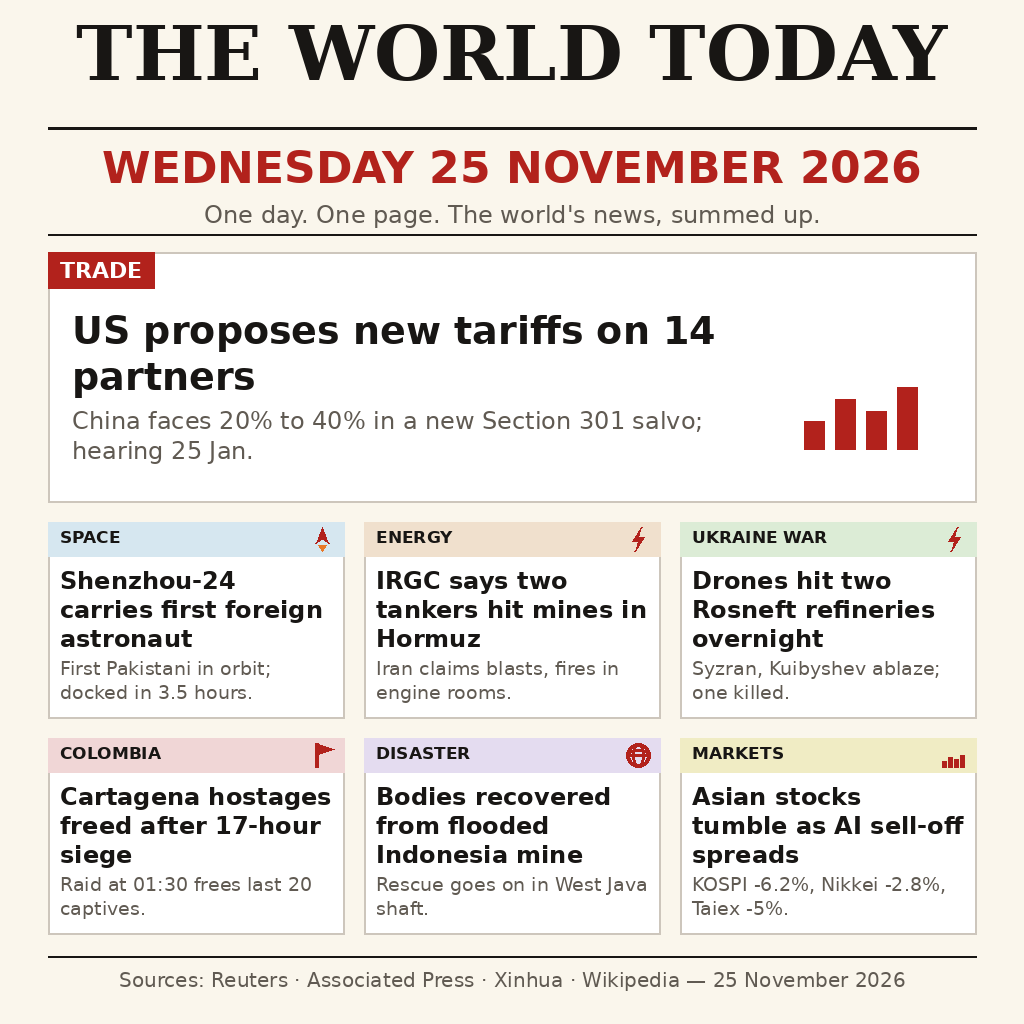 THE WORLD TODAY
WEDNESDAY 25 NOVEMBER 2026
One day. One page. The world's news, summed up.
TRADE
US proposes new tariffs on 14
partners
China faces 20% to 40% in a new Section 301 salvo;
hearing 25 Jan.
SPACE
Shenzhou-24
carries first foreign
astronaut
First Pakistani in orbit;
docked in 3.5 hours.
ENERGY
IRGC says two
tankers hit mines in
Hormuz
Iran claims blasts, fires in
engine rooms.
UKRAINE WAR
Drones hit two
Rosneft refineries
overnight
Syzran, Kuibyshev ablaze;
one killed.
COLOMBIA
Cartagena hostages
freed after 17-hour
siege
Raid at 01:30 frees last 20
captives.
DISASTER
Bodies recovered
from flooded
Indonesia mine
Rescue goes on in West Java
shaft.
MARKETS
Asian stocks
tumble as AI sell-off
spreads
KOSPI -6.2%, Nikkei -2.8%,
Taiex -5%.
Sources: Reuters · Associated Press · Xinhua · Wikipedia — 25 November 2026